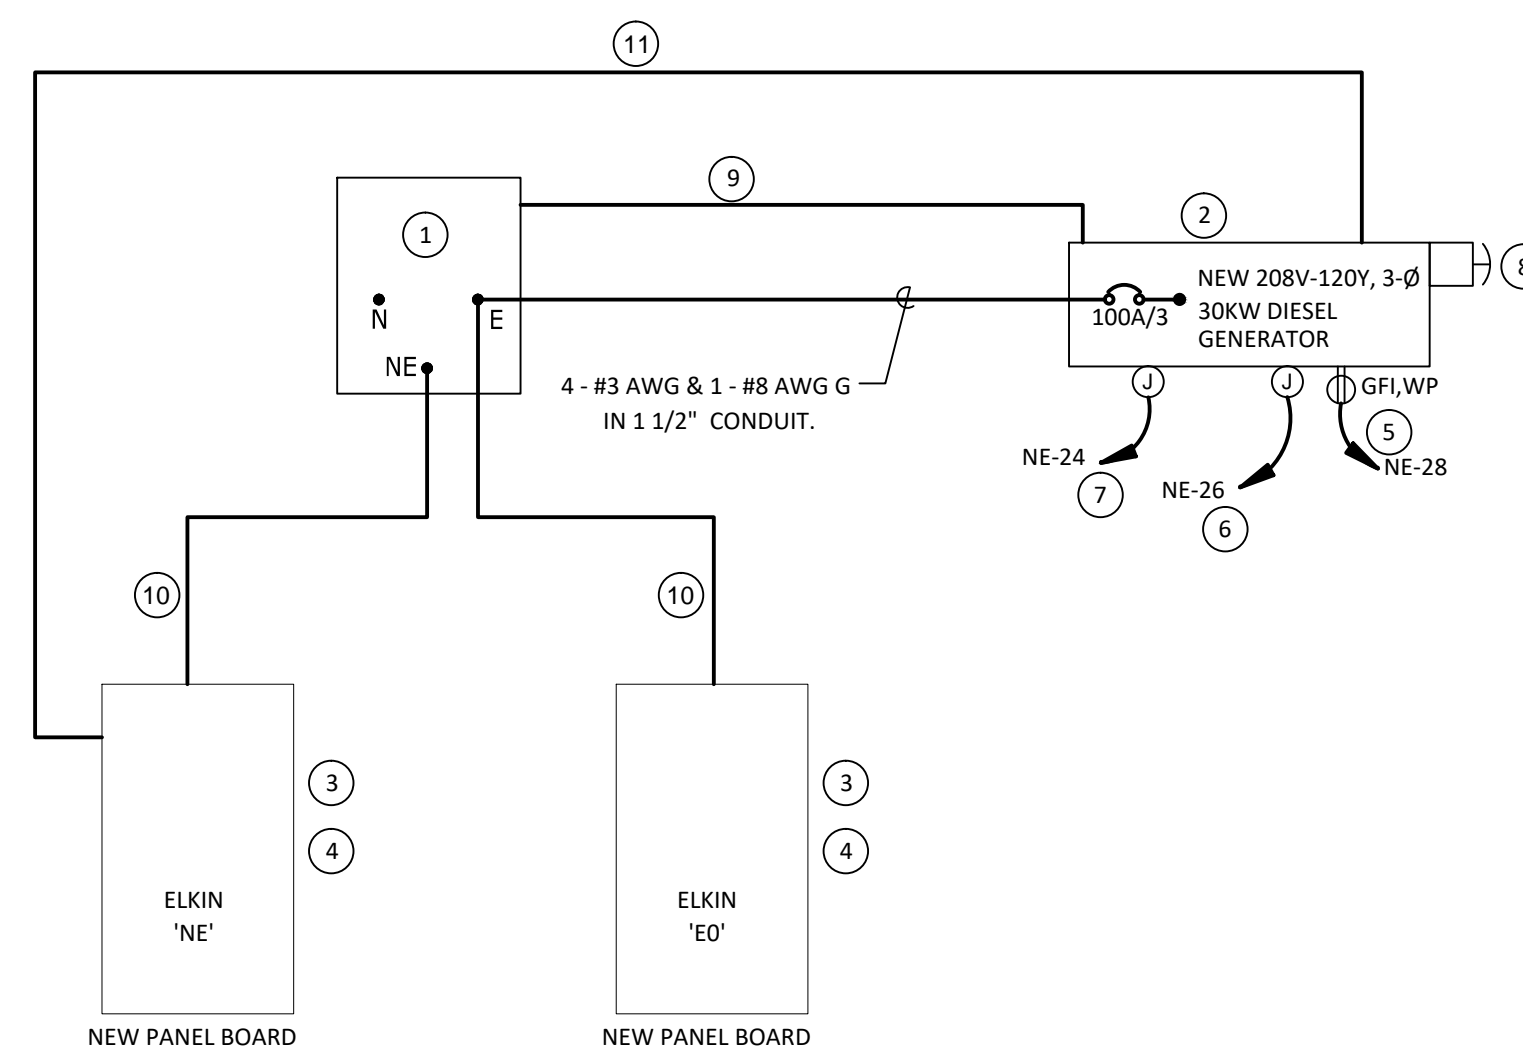 11
9
2
1
8
NEW 208V-120Y, 3-Ø
30KW DIESEL
GENERATOR
100A/3
N
E
NE
4 - #3 AWG & 1 - #8 AWG G
IN 1 1/2" CONDUIT.
J
J
GFI,WP
5
NE-24
NE-28
7
NE-26
6
10
10
3
3
4
4
ELKIN
'NE'
ELKIN
'E0'
NEW PANEL BOARD
NEW PANEL BOARD